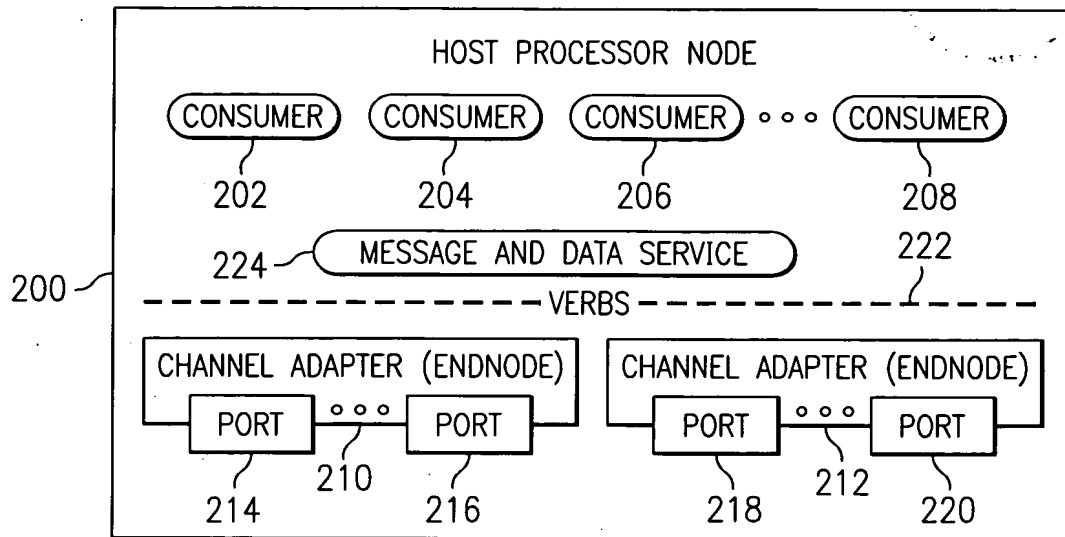 HOST PROCESSOR NODE
CONSUMER CONSUMER CONSUMER CONSUMER
202 204 206 208
MESSAGE AND DATA SERVICE
224 222
200
VERBS
CHANNEL ADAPTER (ENDNODE) CHANNEL ADAPTER (ENDNODE)
PORT PORT PORT PORT
210 212
214 216 218 220